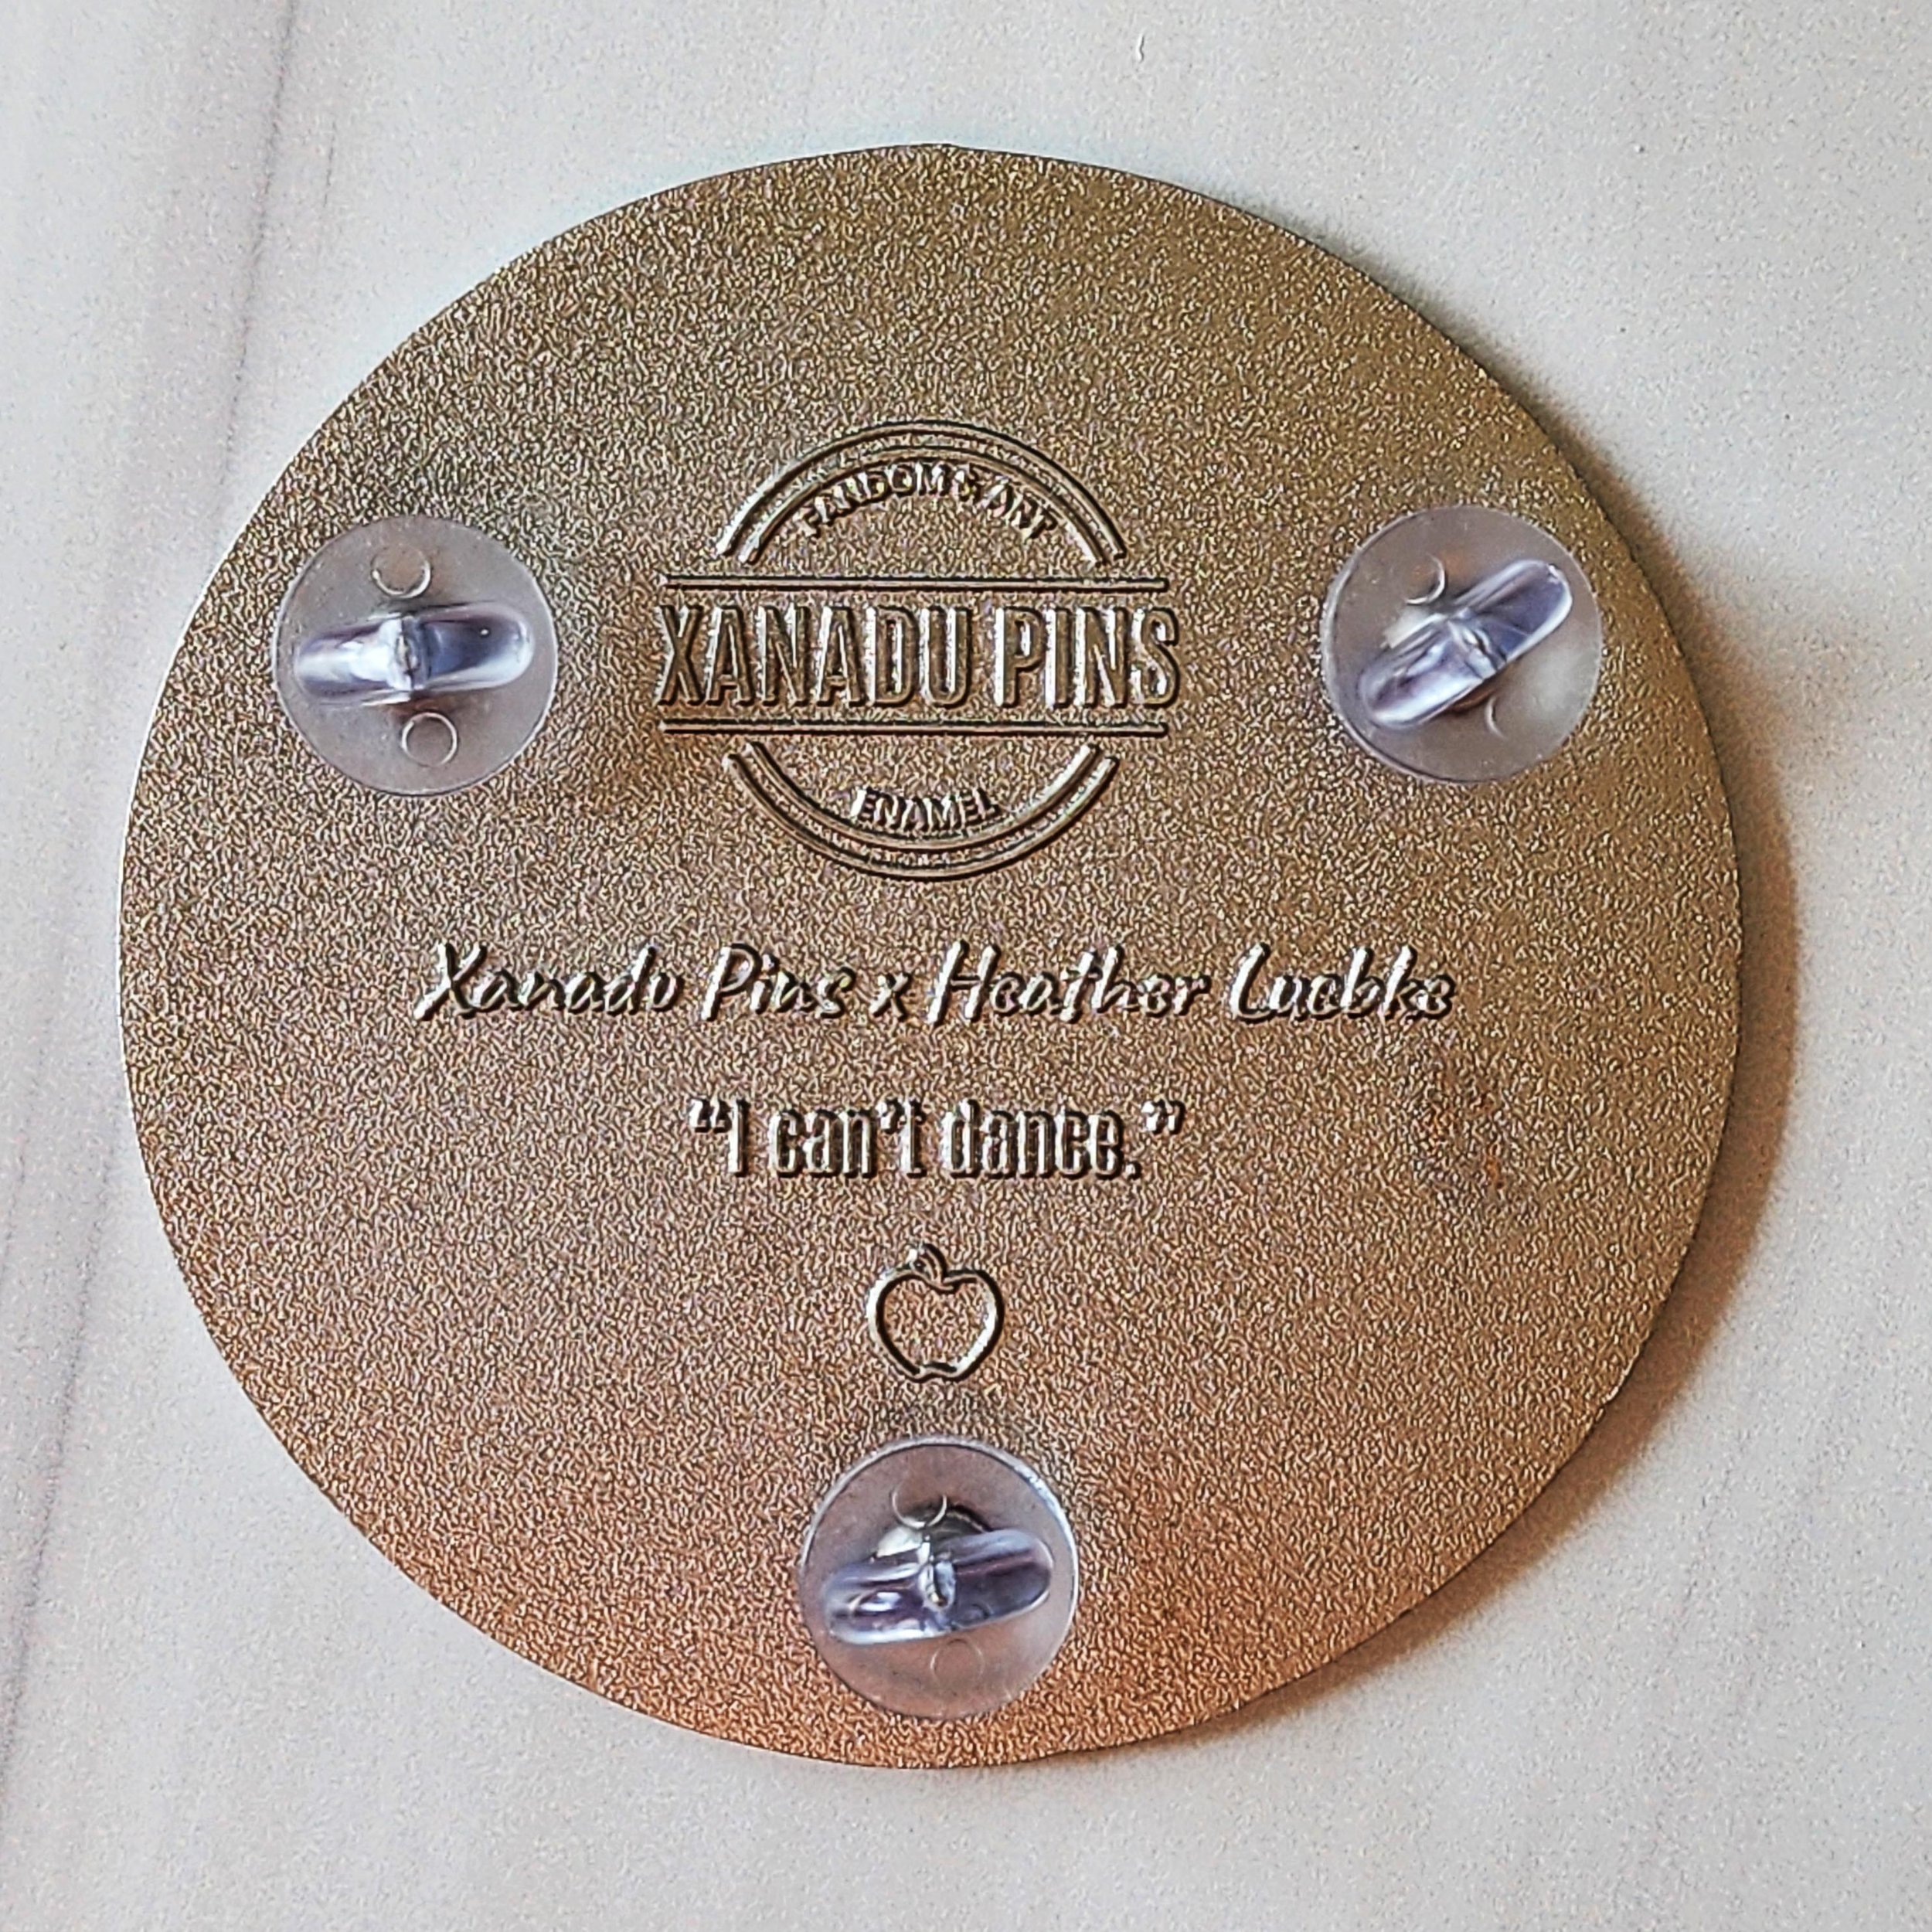 FANDOM & ART
XANADU PINS
ENAMEL
Xanadu Pins x Heather Luebke
“I can’t dance.”